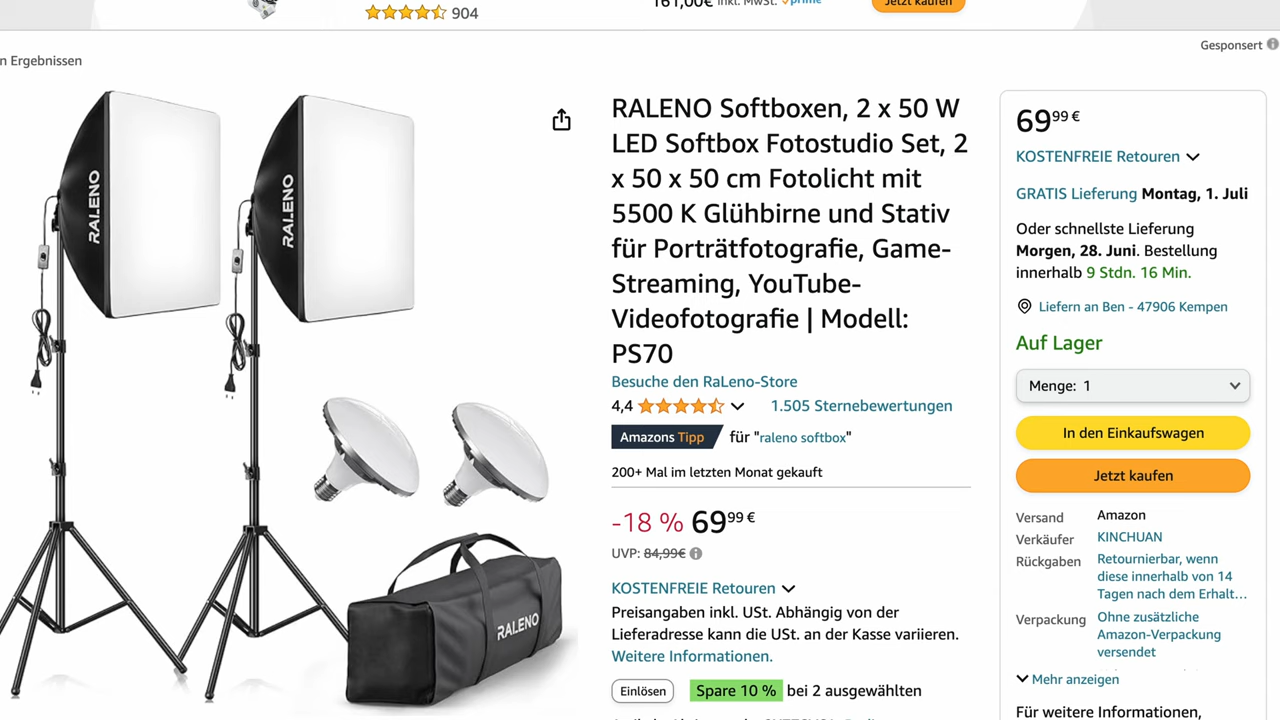 904
161,00€ inkl. MwSt. prime
Jetzt kaufen
Gesponsert
n Ergebnissen
RALENO
RALENO
RALENO
RALENO Softboxen, 2 x 50 W
LED Softbox Fotostudio Set, 2
x 50 x 50 cm Fotolicht mit
5500 K Glühbirne und Stativ
für Porträtfotografie, Game-
Streaming, YouTube-
Videofotografie | Modell:
PS70
Besuche den RaLeno-Store
4,4 1.505 Sternebewertungen
Amazons Tipp für "raleno softbox"
200+ Mal im letzten Monat gekauft
-18 % 69⁹⁹€
UVP: 84,99€
KOSTENFREIE Retouren
Preisangaben inkl. USt. Abhängig von der
Lieferadresse kann die USt. an der Kasse variieren.
Weitere Informationen.
Einlösen Spare 10 % bei 2 ausgewählten
69⁹⁹€
KOSTENFREIE Retouren
GRATIS Lieferung Montag, 1. Juli
Oder schnellste Lieferung
Morgen, 28. Juni. Bestellung
innerhalb 9 Stdn. 16 Min.
Liefern an Ben - 47906 Kempen
Auf Lager
Menge: 1
In den Einkaufswagen
Jetzt kaufen
Versand Amazon
Verkäufer KINCHUAN
Rückgaben Retournierbar, wenn
diese innerhalb von 14
Tagen nach dem Erhalt...
Verpackung Ohne zusätzliche
Amazon-Verpackung
versendet
Mehr anzeigen
Für weitere Informationen,